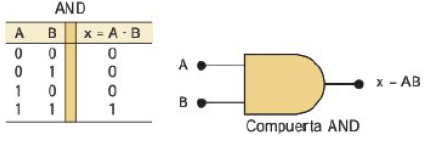 AND
A B x = A · B
0 0 0
0 1 0
1 0 0
1 1 1
A
B
x – AB
Compuerta AND